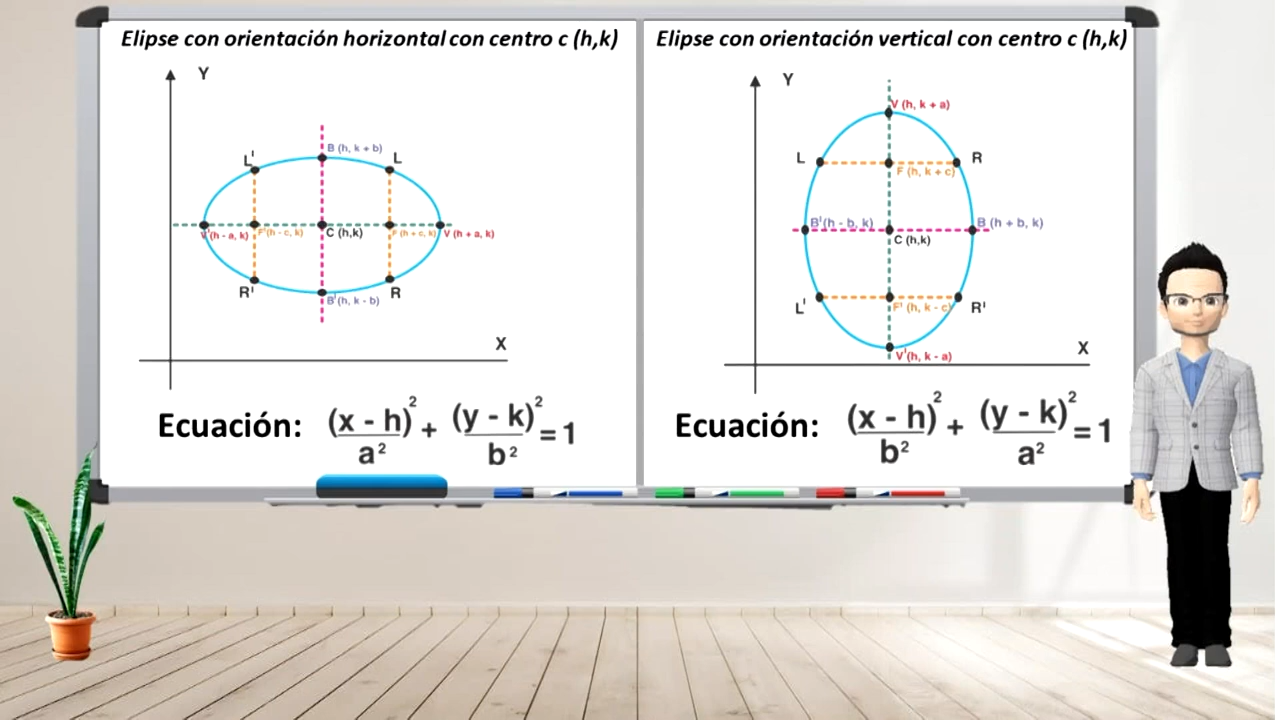 Elipse con orientación horizontal con centro c (h,k)
Y
B (h, k + b)
L'
L
V'(h - a, k)
F'(h - c, k)
C (h,k)
F (h + c, k)
V (h + a, k)
R'
B'(h, k - b)
R
X
Ecuación: (x - h)²/a² + (y - k)²/b² = 1
Elipse con orientación vertical con centro c (h,k)
Y
V (h, k + a)
L
R
F (h, k + c)
B'(h - b, k)
B (h + b, k)
C (h,k)
L'
F' (h, k - c)
R'
V'(h, k - a)
X
Ecuación: (x - h)²/b² + (y - k)²/a² = 1